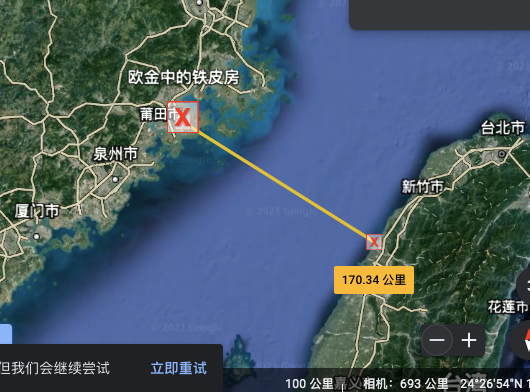 欧金中的铁皮房
莆田市
X
台北市
泉州市
新竹市
厦门市
© 2021 Google
X
170.34 公里
花莲市
© 2021 Google
但我们会继续尝试 立即重试
100 公里 相机：693 公里 24°26'54"N